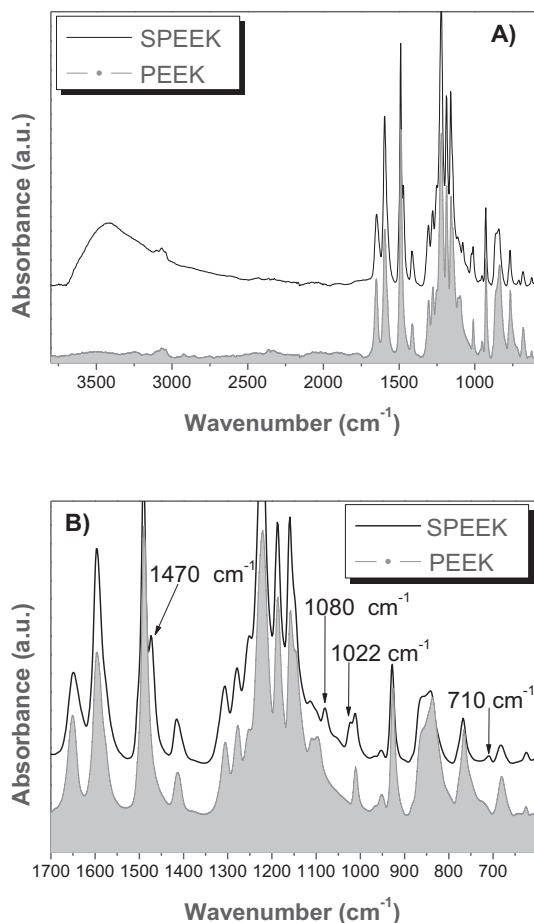 SPEEK
PEEK
A)
Absorbance (a.u.)
3500 3000 2500 2000 1500 1000
Wavenumber (cm⁻¹)
B)
SPEEK
PEEK
1470 cm⁻¹
1080 cm⁻¹
1022 cm⁻¹
710 cm⁻¹
Absorbance (a.u.)
1700 1600 1500 1400 1300 1200 1100 1000 900 800 700
Wavenumber (cm⁻¹)